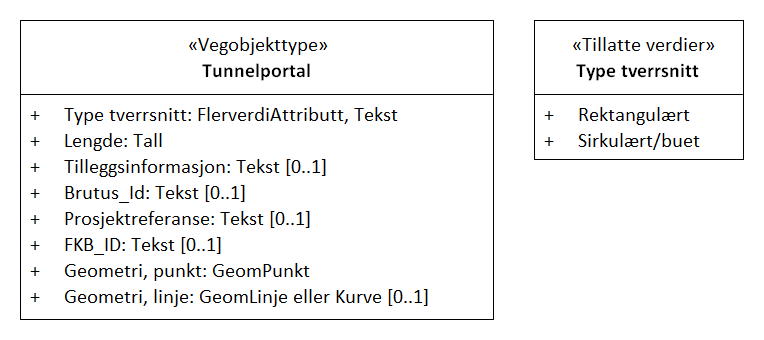 «Vegobjekttype»
Tunnelportal
+ Type tverrsnitt: FlerverdiAttributt, Tekst
+ Lengde: Tall
+ Tilleggsinformasjon: Tekst [0..1]
+ Brutus_Id: Tekst [0..1]
+ Prosjektreferanse: Tekst [0..1]
+ FKB_ID: Tekst [0..1]
+ Geometri, punkt: GeomPunkt
+ Geometri, linje: GeomLinje eller Kurve [0..1]
«Tillatte verdier»
Type tverrsnitt
+ Rektangulært
+ Sirkulært/buet